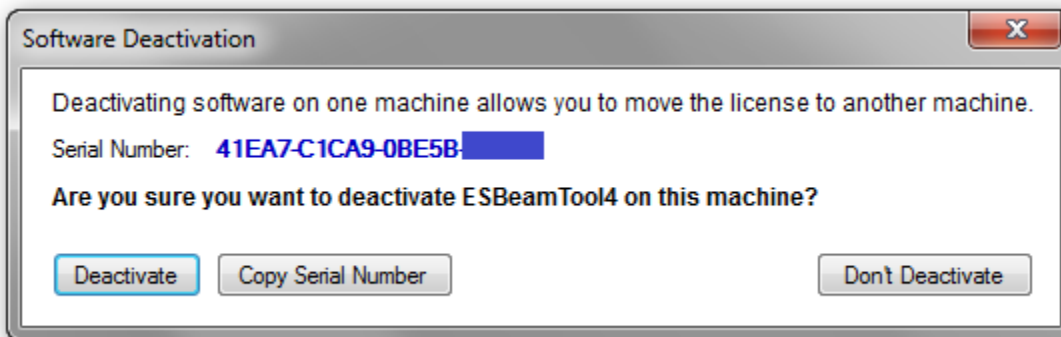 Software Deactivation
Deactivating software on one machine allows you to move the license to another machine.
Serial Number: 41EA7-C1CA9-0BE5B-
Are you sure you want to deactivate ESBeamTool4 on this machine?
Deactivate Copy Serial Number Don't Deactivate